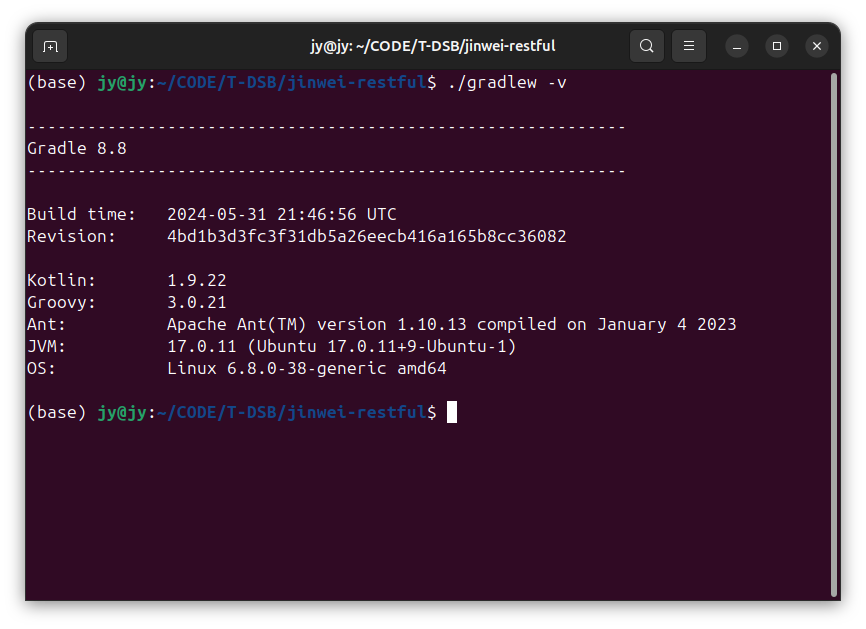 jy@jy: ~/CODE/T-DSB/jinwei-restful
(base) jy@jy:~/CODE/T-DSB/jinwei-restful$ ./gradlew -v
------------------------------------------------------------
Gradle 8.8
------------------------------------------------------------
Build time:   2024-05-31 21:46:56 UTC
Revision:     4bd1b3d3fc3f31db5a26eecb416a165b8cc36082
Kotlin:       1.9.22
Groovy:       3.0.21
Ant:          Apache Ant(TM) version 1.10.13 compiled on January 4 2023
JVM:          17.0.11 (Ubuntu 17.0.11+9-Ubuntu-1)
OS:           Linux 6.8.0-38-generic amd64
(base) jy@jy:~/CODE/T-DSB/jinwei-restful$